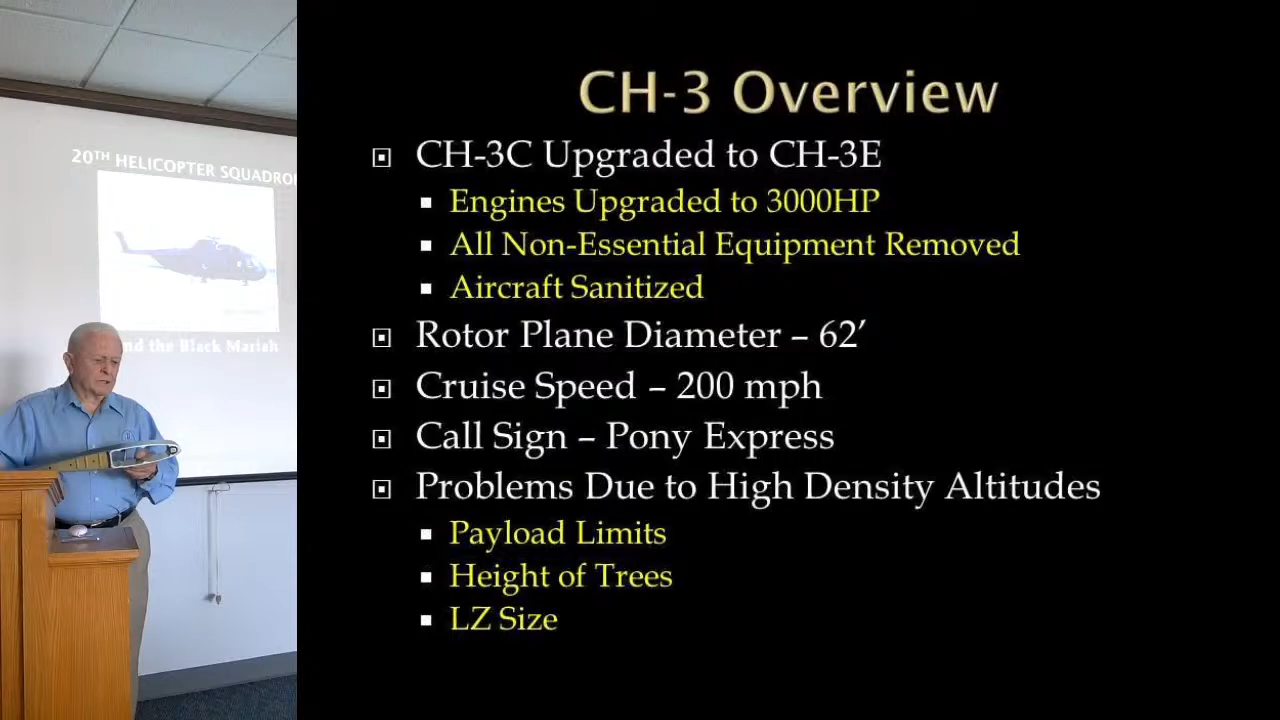 20TH HELICOPTER SQUADRO
nd the Black Mariah
CH-3 Overview
CH-3C Upgraded to CH-3E
Engines Upgraded to 3000HP
All Non-Essential Equipment Removed
Aircraft Sanitized
Rotor Plane Diameter – 62’
Cruise Speed – 200 mph
Call Sign – Pony Express
Problems Due to High Density Altitudes
Payload Limits
Height of Trees
LZ Size